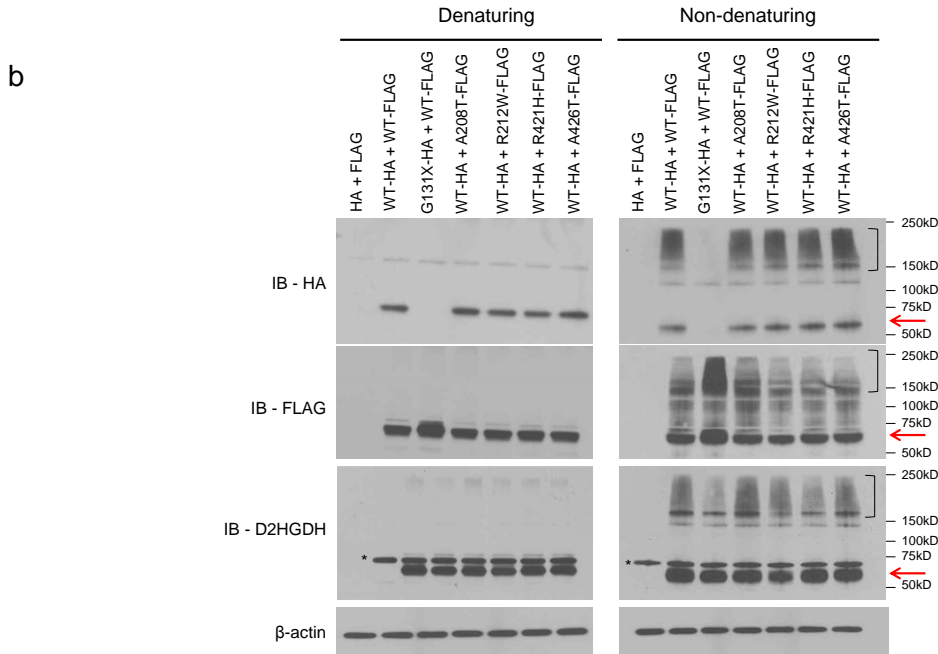 b
Denaturing
Non-denaturing
HA + FLAG
WT-HA + WT-FLAG
G131X-HA + WT-FLAG
WT-HA + A208T-FLAG
WT-HA + R212W-FLAG
WT-HA + R421H-FLAG
WT-HA + A426T-FLAG
HA + FLAG
WT-HA + WT-FLAG
G131X-HA + WT-FLAG
WT-HA + A208T-FLAG
WT-HA + R212W-FLAG
WT-HA + R421H-FLAG
WT-HA + A426T-FLAG
IB - HA
250kD
150kD
100kD
75kD
50kD
IB - FLAG
250kD
150kD
100kD
75kD
50kD
IB - D2HGDH
*
*
250kD
150kD
100kD
75kD
50kD
β-actin